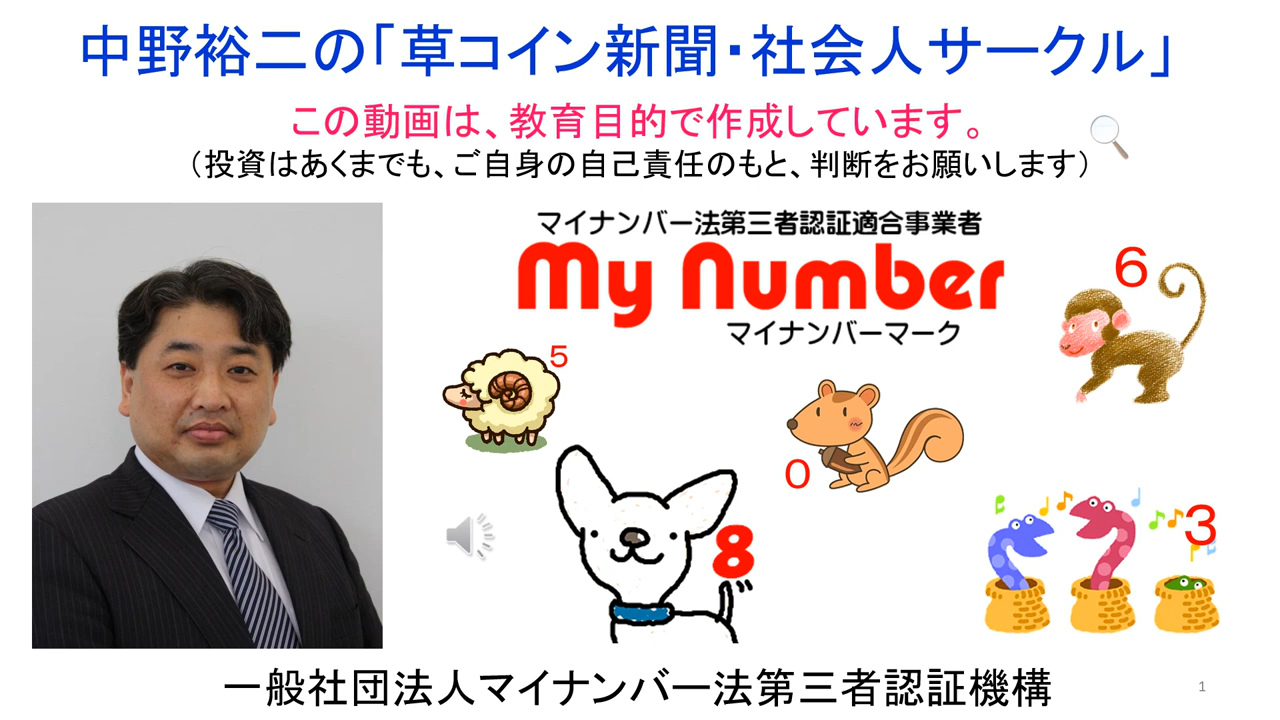 中野裕二の「草コイン新聞・社会人サークル」
この動画は、教育目的で作成しています。
（投資はあくまでも、ご自身の自己責任のもと、判断をお願いします）
マイナンバー法第三者認証適合事業者
My Number
マイナンバーマーク
6
5
0
8
3
一般社団法人マイナンバー法第三者認証機構
1